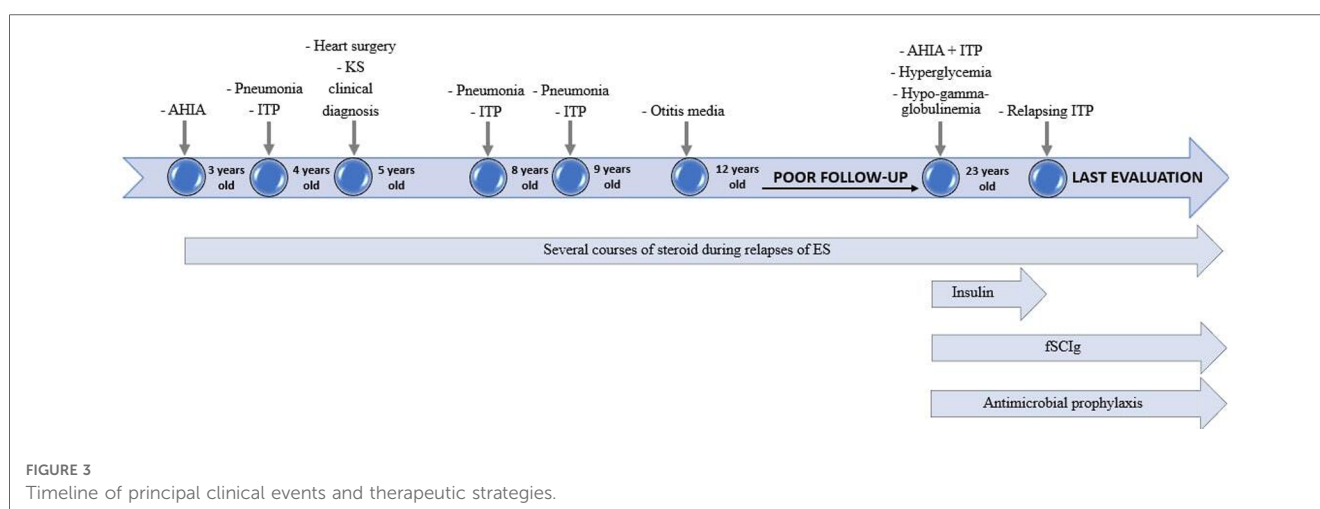 - AHIA
- Pneumonia
- ITP
- Heart surgery
- KS
clinical
diagnosis
- Pneumonia
- ITP
- Pneumonia
- ITP
- Otitis media
- AHIA + ITP
- Hyperglycemia
- Hypo-gamma-
globulinemia
- Relapsing ITP
3 years
old
4 years
old
5 years
old
8 years
old
9 years
old
12 years
old
POOR FOLLOW-UP
23 years
old
LAST EVALUATION
Several courses of steroid during relapses of ES
Insulin
fSCIg
Antimicrobial prophylaxis
FIGURE 3
Timeline of principal clinical events and therapeutic strategies.